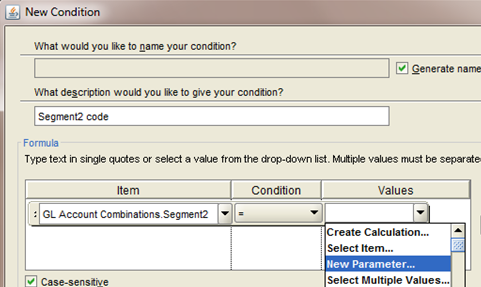 New Condition
What would you like to name your condition?
Generate name
What description would you like to give your condition?
Segment2 code
Formula
Type text in single quotes or select a value from the drop-down list. Multiple values must be separated
Item Condition Values
: GL Account Combinations.Segment2 =
Create Calculation...
Select Item...
New Parameter...
Select Multiple Values...
Case-sensitive